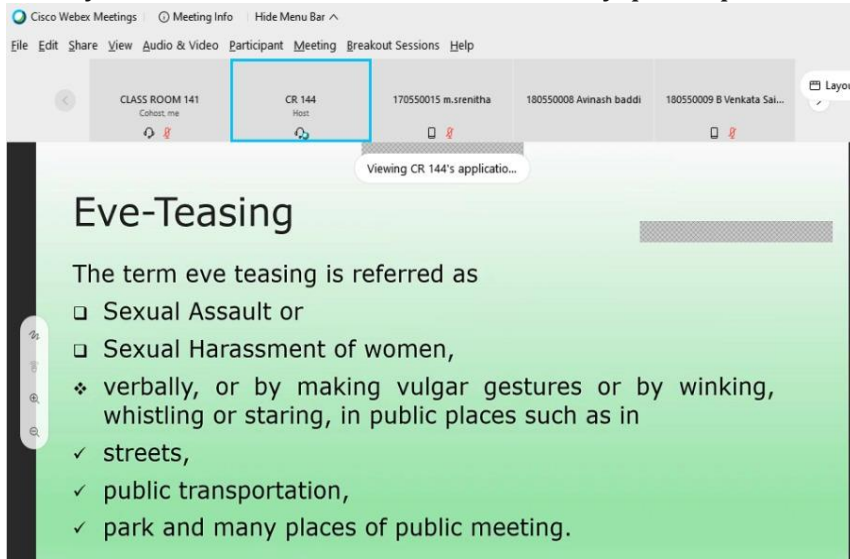 Cisco Webex Meetings Meeting Info Hide Menu Bar
File Edit Share View Audio & Video Participant Meeting Breakout Sessions Help
CLASS ROOM 141
Cohost, me
CR 144
Host
170550015 m.srenitha
180550008 Avinash baddi
180550009 B Venkata Sai...
Layou
Viewing CR 144's applicatio...
Eve-Teasing
The term eve teasing is referred as
❑ Sexual Assault or
❑ Sexual Harassment of women,
❖ verbally, or by making vulgar gestures or by winking,
whistling or staring, in public places such as in
✓ streets,
✓ public transportation,
✓ park and many places of public meeting.